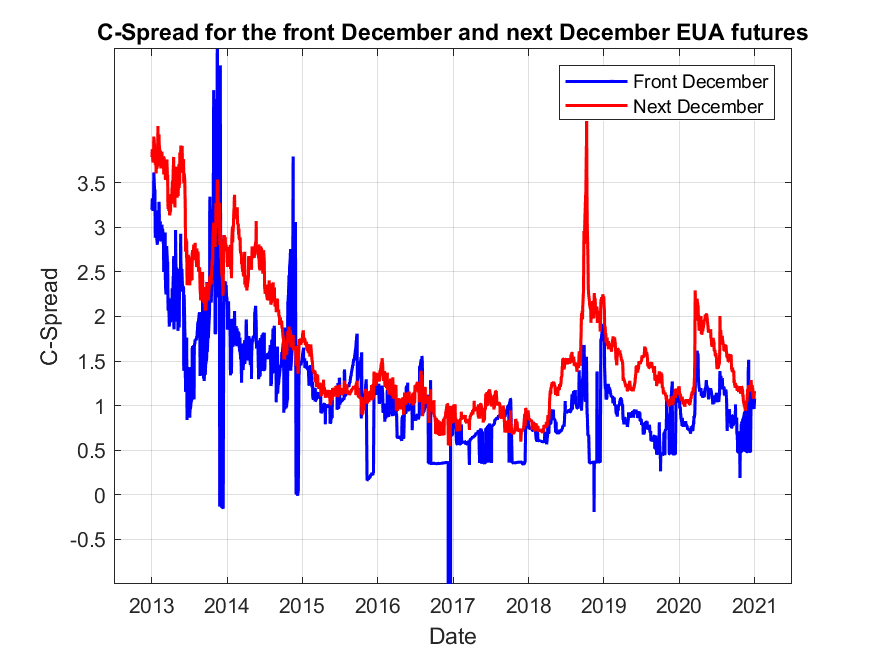 C-Spread for the front December and next December EUA futures
Front December
Next December
3.5
3
2.5
2
1.5
1
0.5
0
-0.5
C-Spread
2013 2014 2015 2016 2017 2018 2019 2020 2021
Date